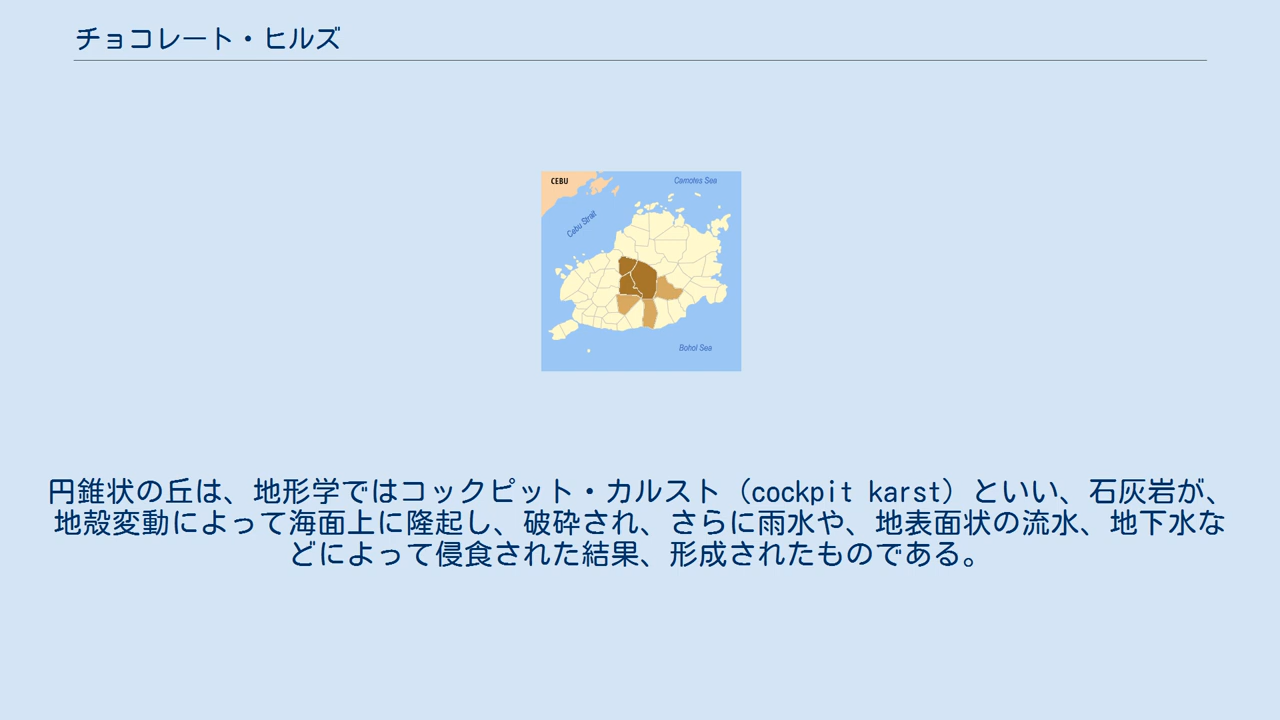 チョコレート・ヒルズ
CEBU
Camotes Sea
Cebu Strait
Bohol Sea
円錐状の丘は、地形学ではコックピット・カルスト（cockpit karst）といい、石灰岩が、
地殻変動によって海面上に隆起し、破砕され、さらに雨水や、地表面状の流水、地下水な
どによって侵食された結果、形成されたものである。